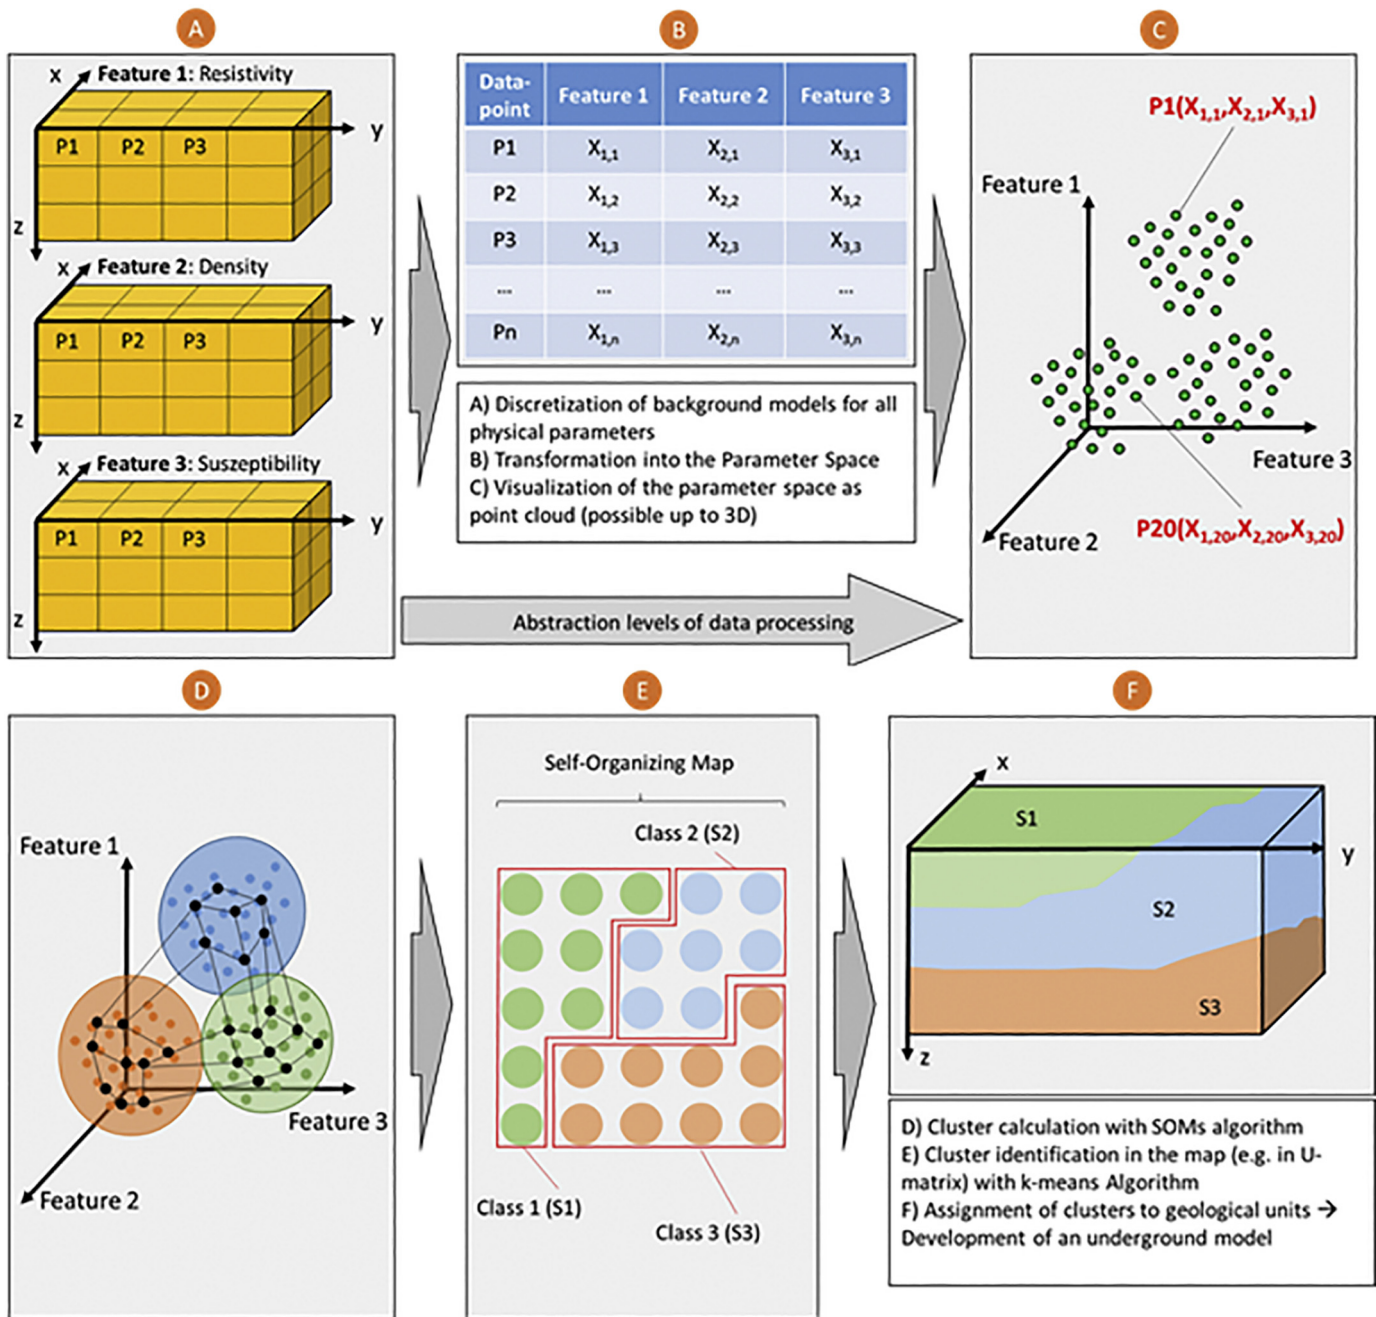 A
x Feature 1: Resistivity
y
P1 P2 P3
z
x Feature 2: Density
y
P1 P2 P3
z
x Feature 3: Suszeptibility
y
P1 P2 P3
z
B
Data-
point Feature 1 Feature 2 Feature 3
P1 X1,1 X2,1 X3,1
P2 X1,2 X2,2 X3,2
P3 X1,3 X2,3 X3,3
... ... ... ...
Pn X1,n X2,n X3,n
A) Discretization of background models for all
physical parameters
B) Transformation into the Parameter Space
C) Visualization of the parameter space as
point cloud (possible up to 3D)
Abstraction levels of data processing
C
P1(X1,1,X2,1,X3,1)
Feature 1
Feature 3
P20(X1,20,X2,20,X3,20)
Feature 2
D
Feature 1
Feature 3
Feature 2
E
Self-Organizing Map
Class 2 (S2)
Class 1 (S1)
Class 3 (S3)
F
x
S1
y
S2
S3
z
D) Cluster calculation with SOMs algorithm
E) Cluster identification in the map (e.g. in U-
matrix) with k-means Algorithm
F) Assignment of clusters to geological units →
Development of an underground model